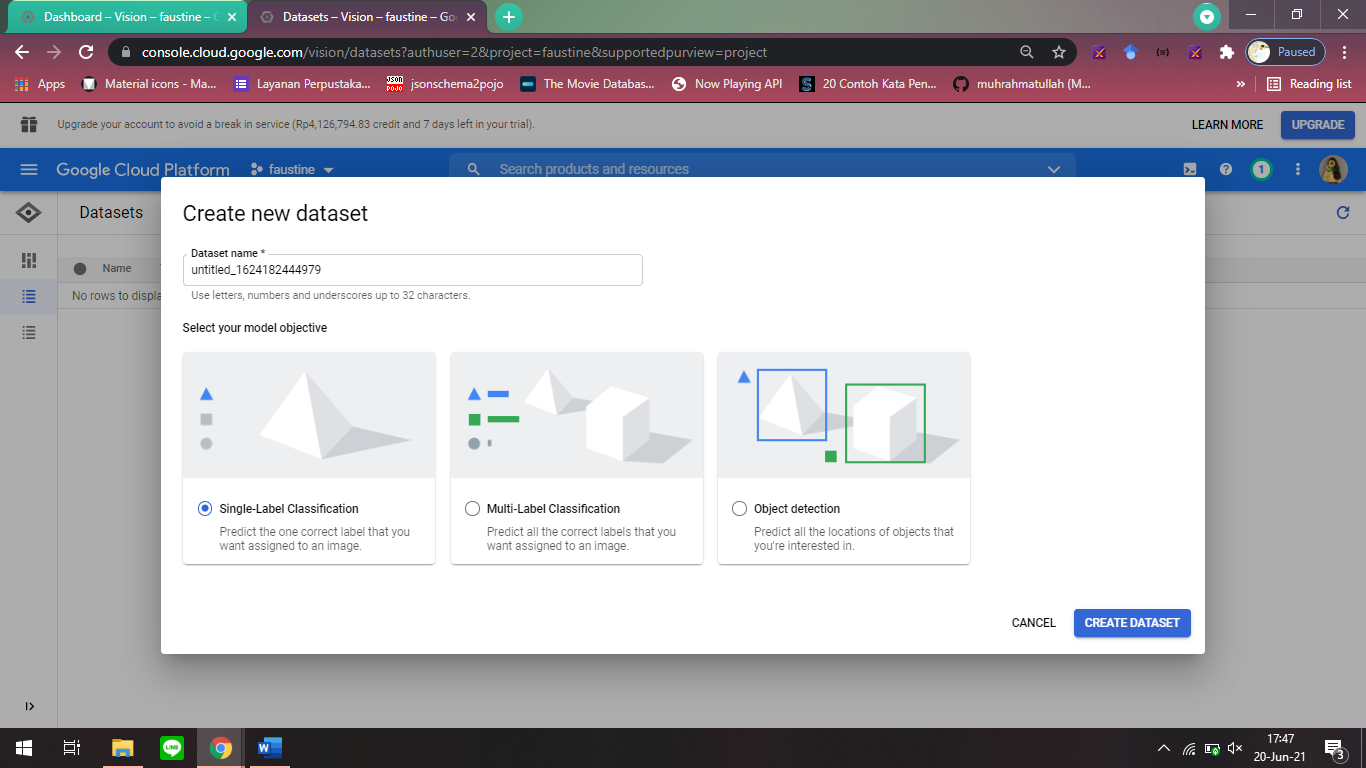 Dashboard – Vision – faustine – G
Datasets – Vision – faustine – Go
console.cloud.google.com/vision/datasets?authuser=2&project=faustine&supportedpurview=project
Paused
Apps
Material icons - Ma...
Layanan Perpustaka...
JSON
POJO
jsonschema2pojo
The Movie Databas...
Now Playing API
S
20 Contoh Kata Pen...
muhrahmatullah (M...
»
Reading list
Upgrade your account to avoid a break in service (Rp4,126,794.83 credit and 7 days left in your trial).
LEARN MORE
UPGRADE
Google Cloud Platform
faustine
Search products and resources
1
Datasets
Name
No rows to displa
Create new dataset
Dataset name *
untitled_1624182444979
Use letters, numbers and underscores up to 32 characters.
Select your model objective
Single-Label Classification
Predict the one correct label that you
want assigned to an image.
Multi-Label Classification
Predict all the correct labels that you
want assigned to an image.
Object detection
Predict all the locations of objects that
you're interested in.
CANCEL
CREATE DATASET
LINE
W
17:47
20-Jun-21
3